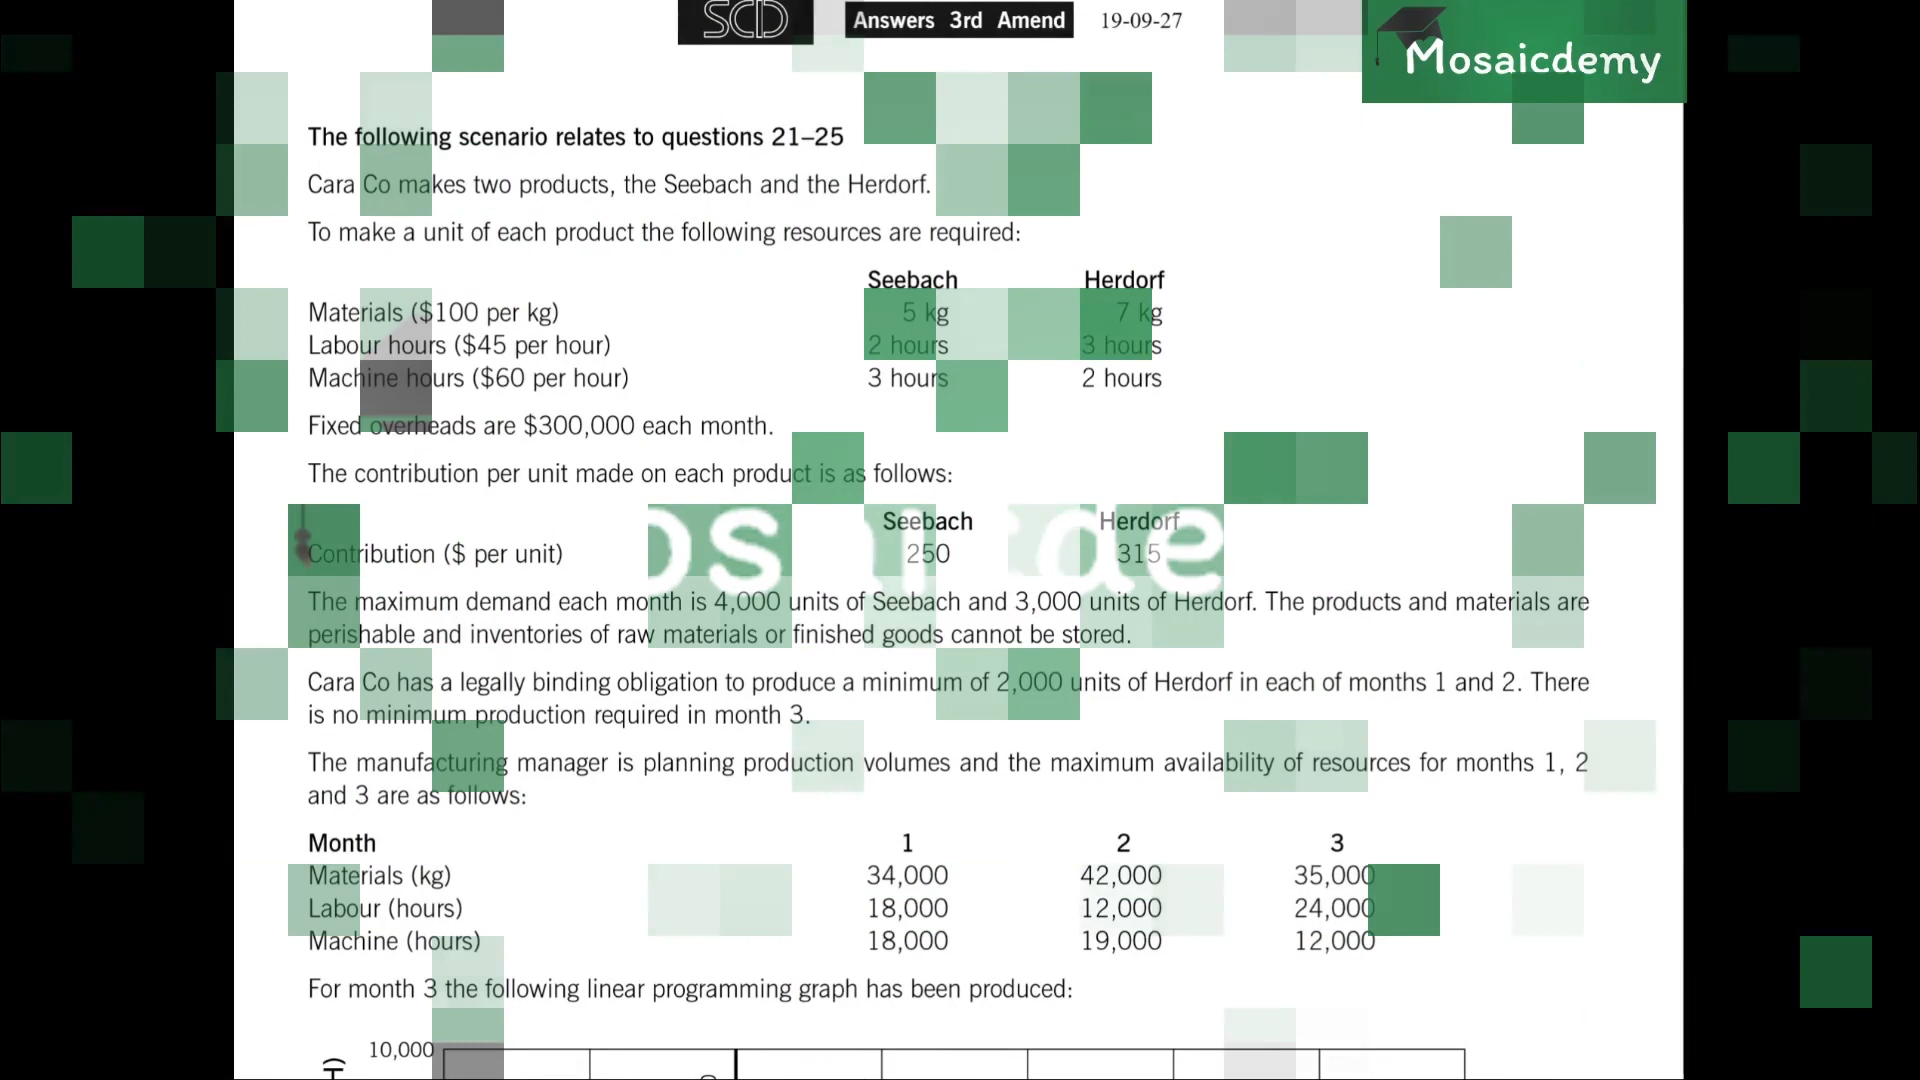 SCD Answers 3rd Amend 19-09-27
Mosaicdemy
The following scenario relates to questions 21–25
Cara Co makes two products, the Seebach and the Herdorf.
To make a unit of each product the following resources are required:
Seebach Herdorf
Materials ($100 per kg) 5 kg 7 kg
Labour hours ($45 per hour) 2 hours 3 hours
Machine hours ($60 per hour) 3 hours 2 hours
Fixed overheads are $300,000 each month.
The contribution per unit made on each product is as follows:
Seebach Herdorf
Contribution ($ per unit) 250 315
The maximum demand each month is 4,000 units of Seebach and 3,000 units of Herdorf. The products and materials are
perishable and inventories of raw materials or finished goods cannot be stored.
Cara Co has a legally binding obligation to produce a minimum of 2,000 units of Herdorf in each of months 1 and 2. There
is no minimum production required in month 3.
The manufacturing manager is planning production volumes and the maximum availability of resources for months 1, 2
and 3 are as follows:
Month 1 2 3
Materials (kg) 34,000 42,000 35,000
Labour (hours) 18,000 12,000 24,000
Machine (hours) 18,000 19,000 12,000
For month 3 the following linear programming graph has been produced:
10,000